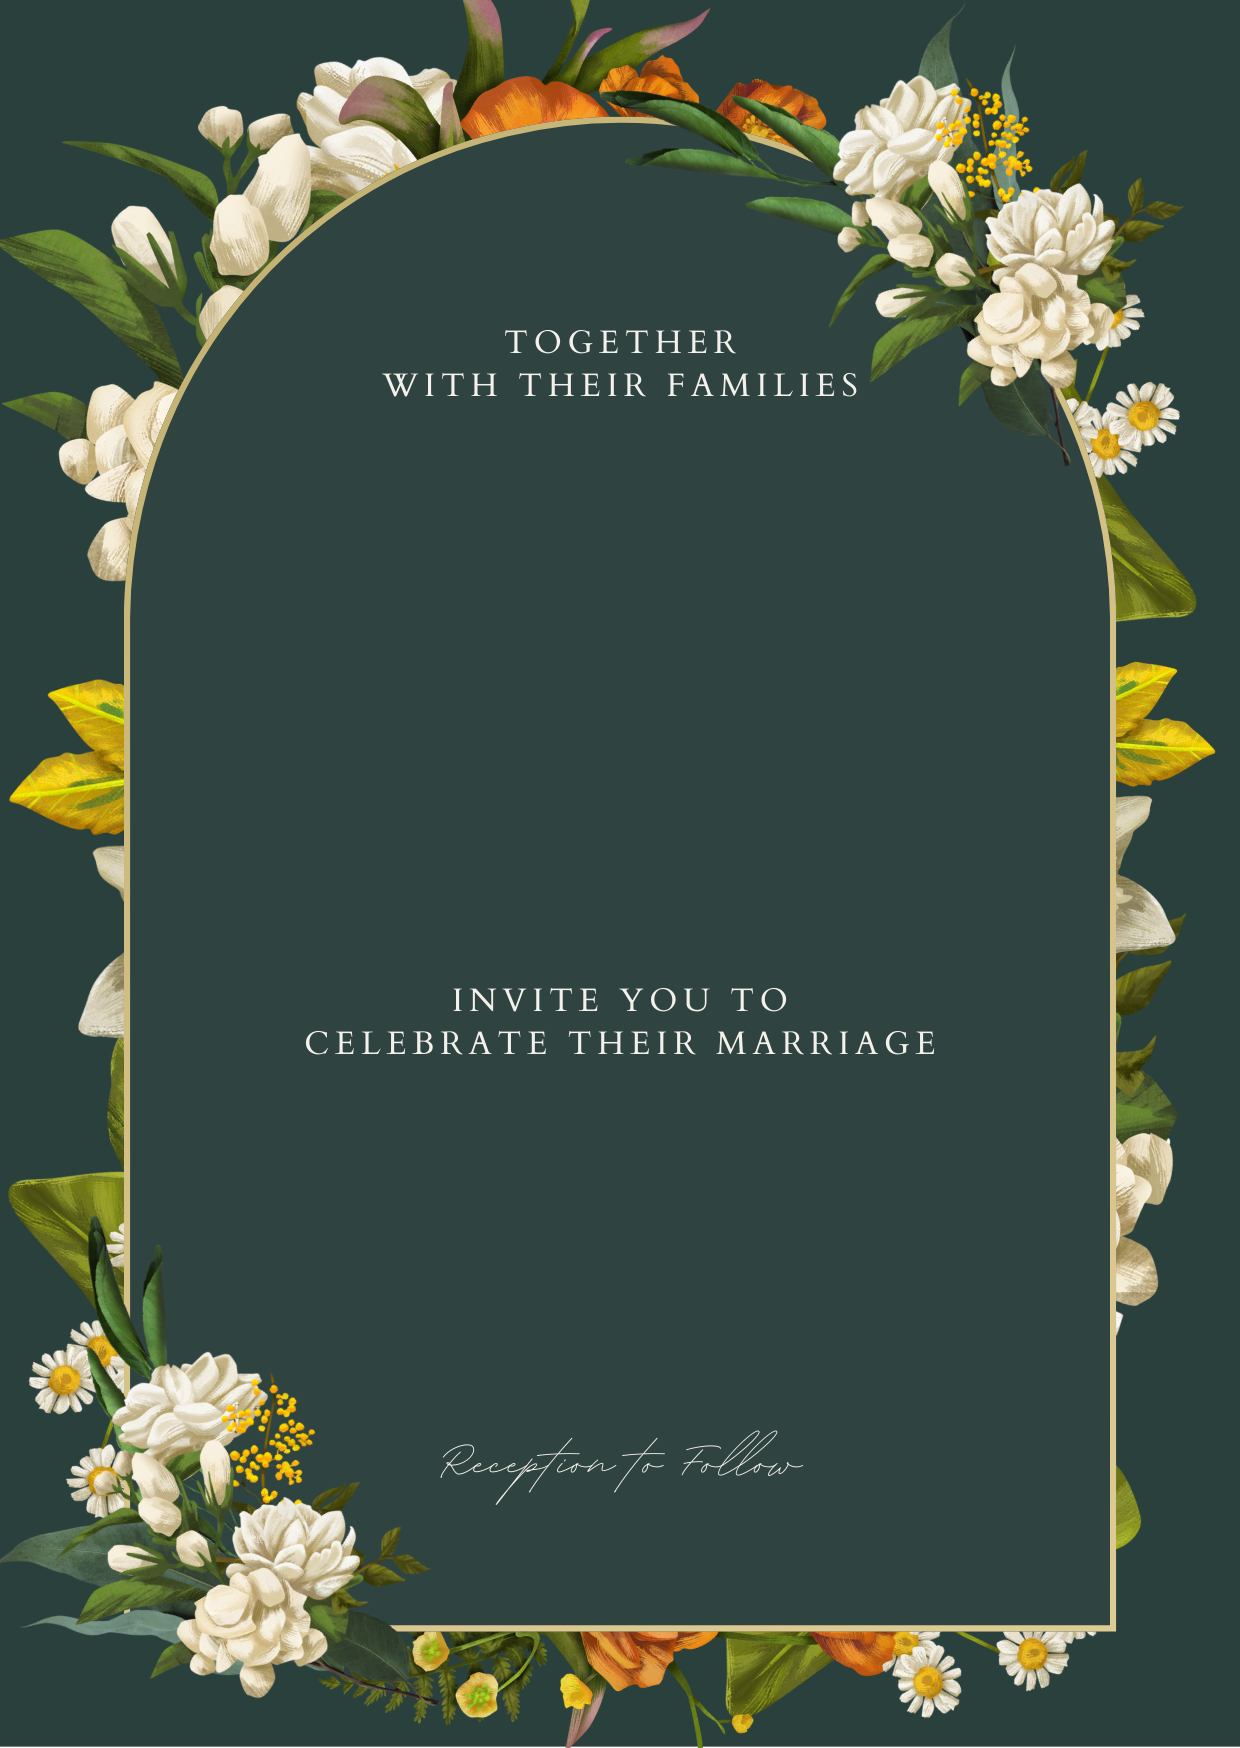 TOGETHER
WITH THEIR FAMILIES
INVITE YOU TO
CELEBRATE THEIR MARRIAGE
Reception to Follow